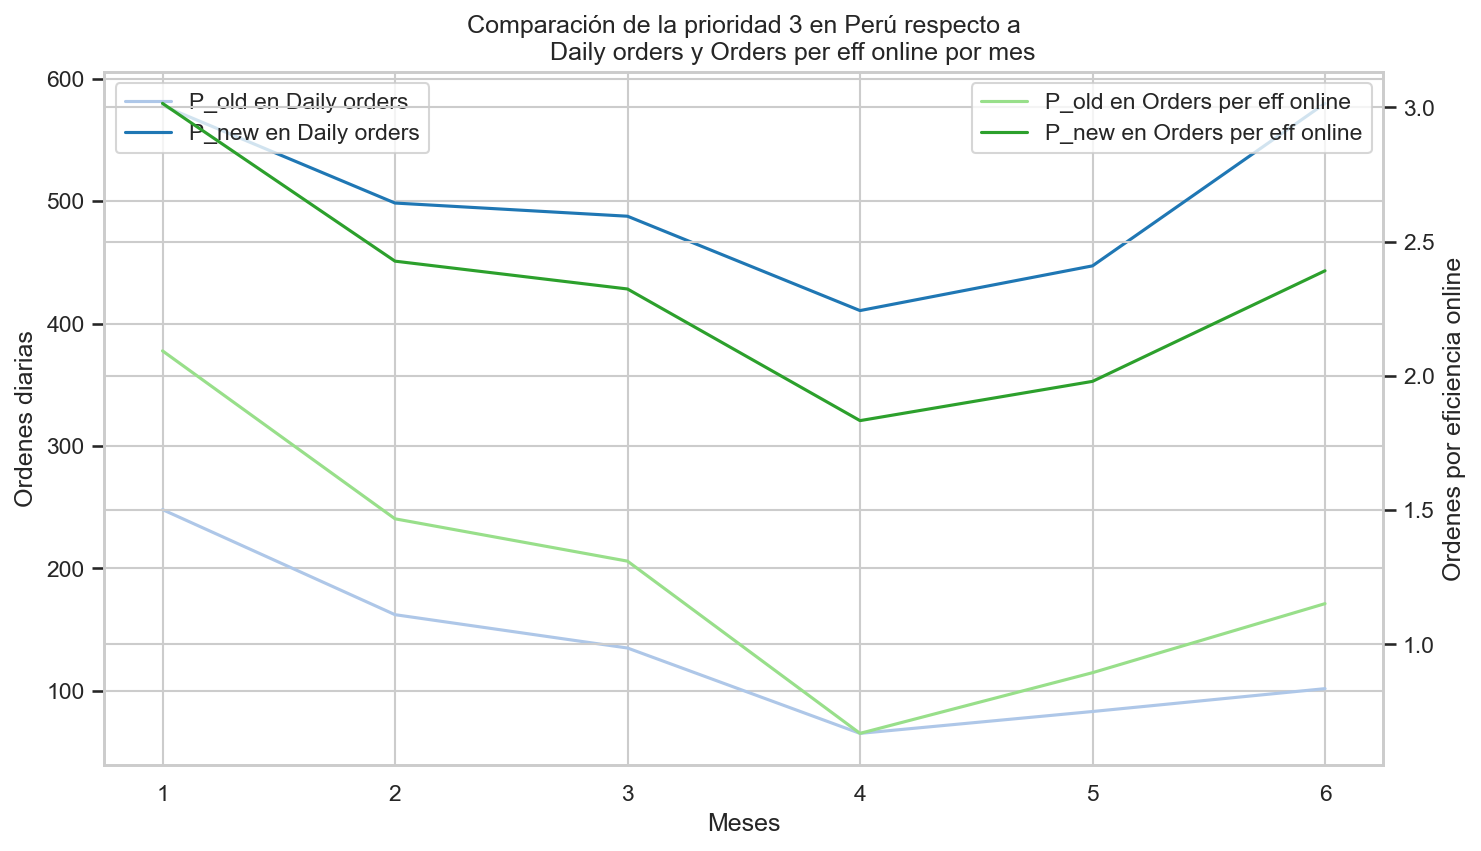 Comparación de la prioridad 3 en Perú respecto a
Daily orders y Orders per eff online por mes
P_old en Daily orders
P_new en Daily orders
P_old en Orders per eff online
P_new en Orders per eff online
600
500
400
300
200
100
Ordenes diarias
3.0
2.5
2.0
1.5
1.0
Ordenes por eficiencia online
1 2 3 4 5 6
Meses